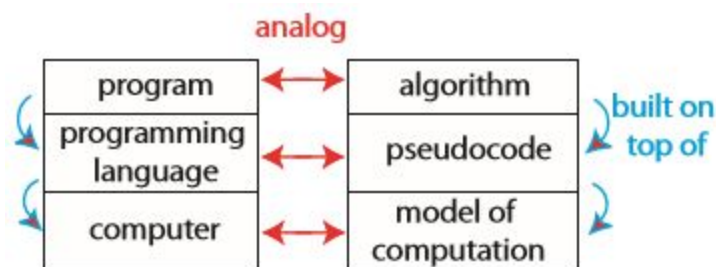 analog
program
algorithm
built on
top of
programming
language
pseudocode
computer
model of
computation